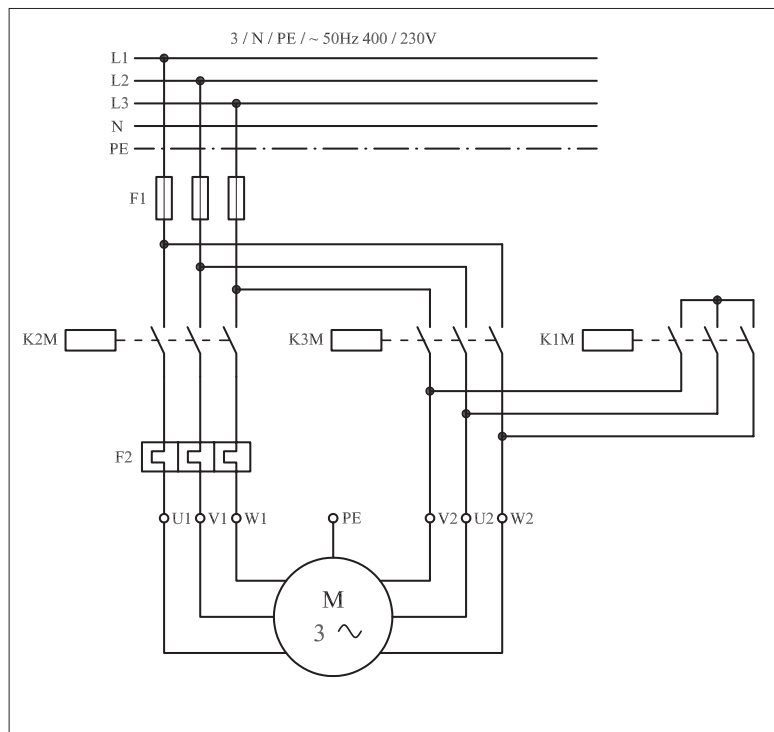 3 / N / PE / ~ 50Hz 400 / 230V
L1
L2
L3
N
PE
F1
K2M
K3M
K1M
F2
U1 V1 W1 PE V2 U2 W2
M
3 ~